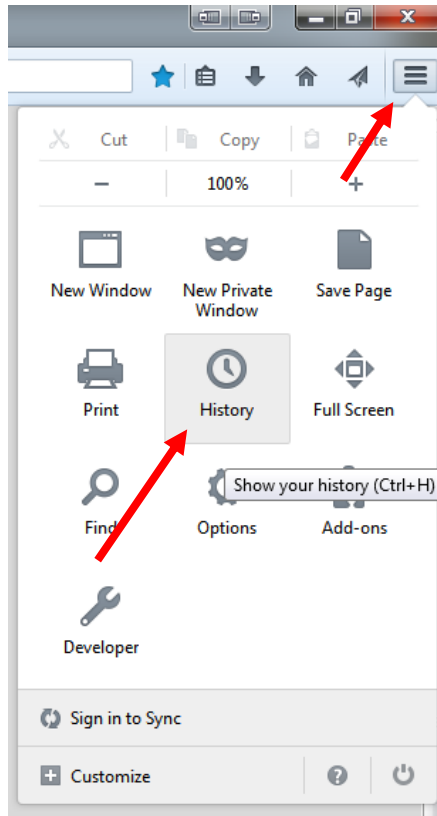 Cut Copy Paste
100%
New Window New Private Window Save Page
Print History Full Screen
Show your history (Ctrl+H)
Find Options Add-ons
Developer
Sign in to Sync
Customize